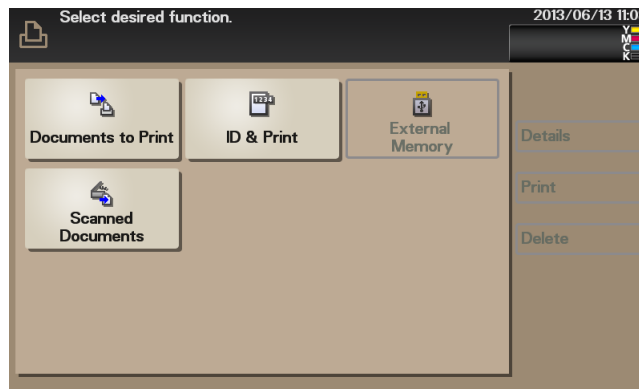 Select desired function.
2013/06/13 11:0
Y
M
C
K
Documents to Print
ID & Print
External
Memory
Scanned
Documents
Details
Print
Delete